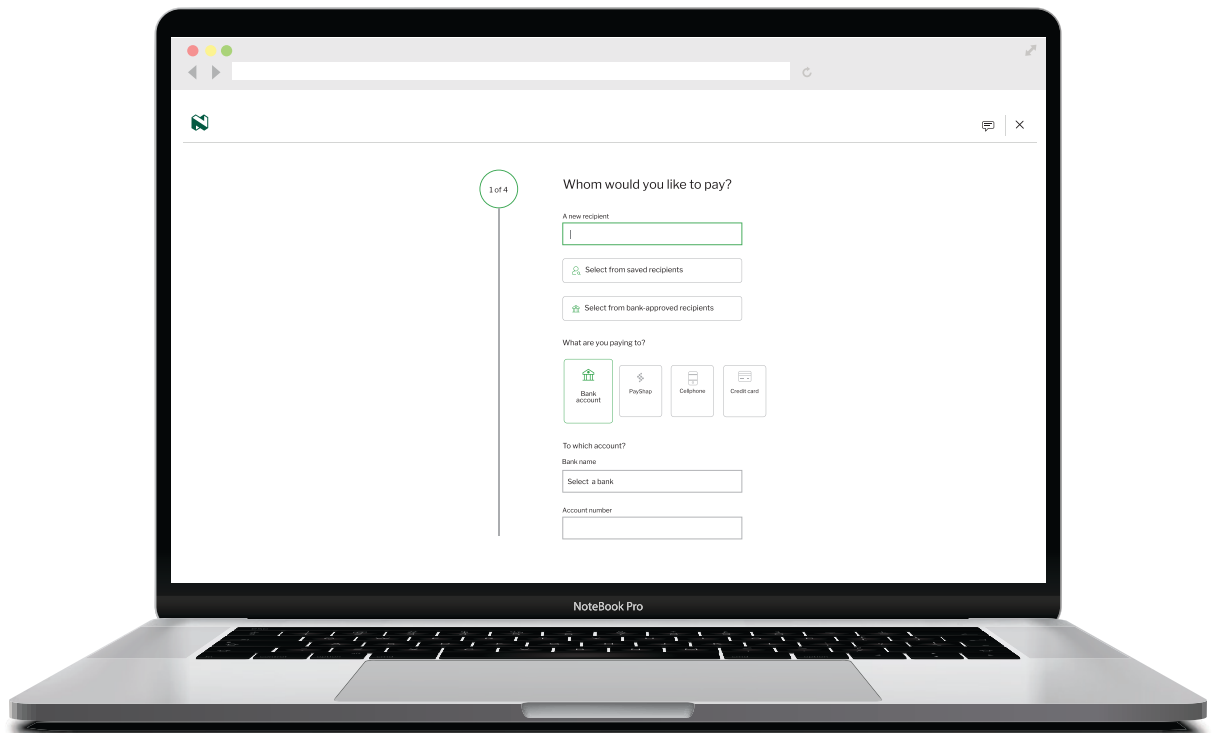 1 of 4
Whom would you like to pay?
A new recipient
Select from saved recipients
Select from bank-approved recipients
What are you paying to?
Bank
account
PayShap
Cellphone
Credit card
To which account?
Bank name
Select a bank
Account number
NoteBook Pro